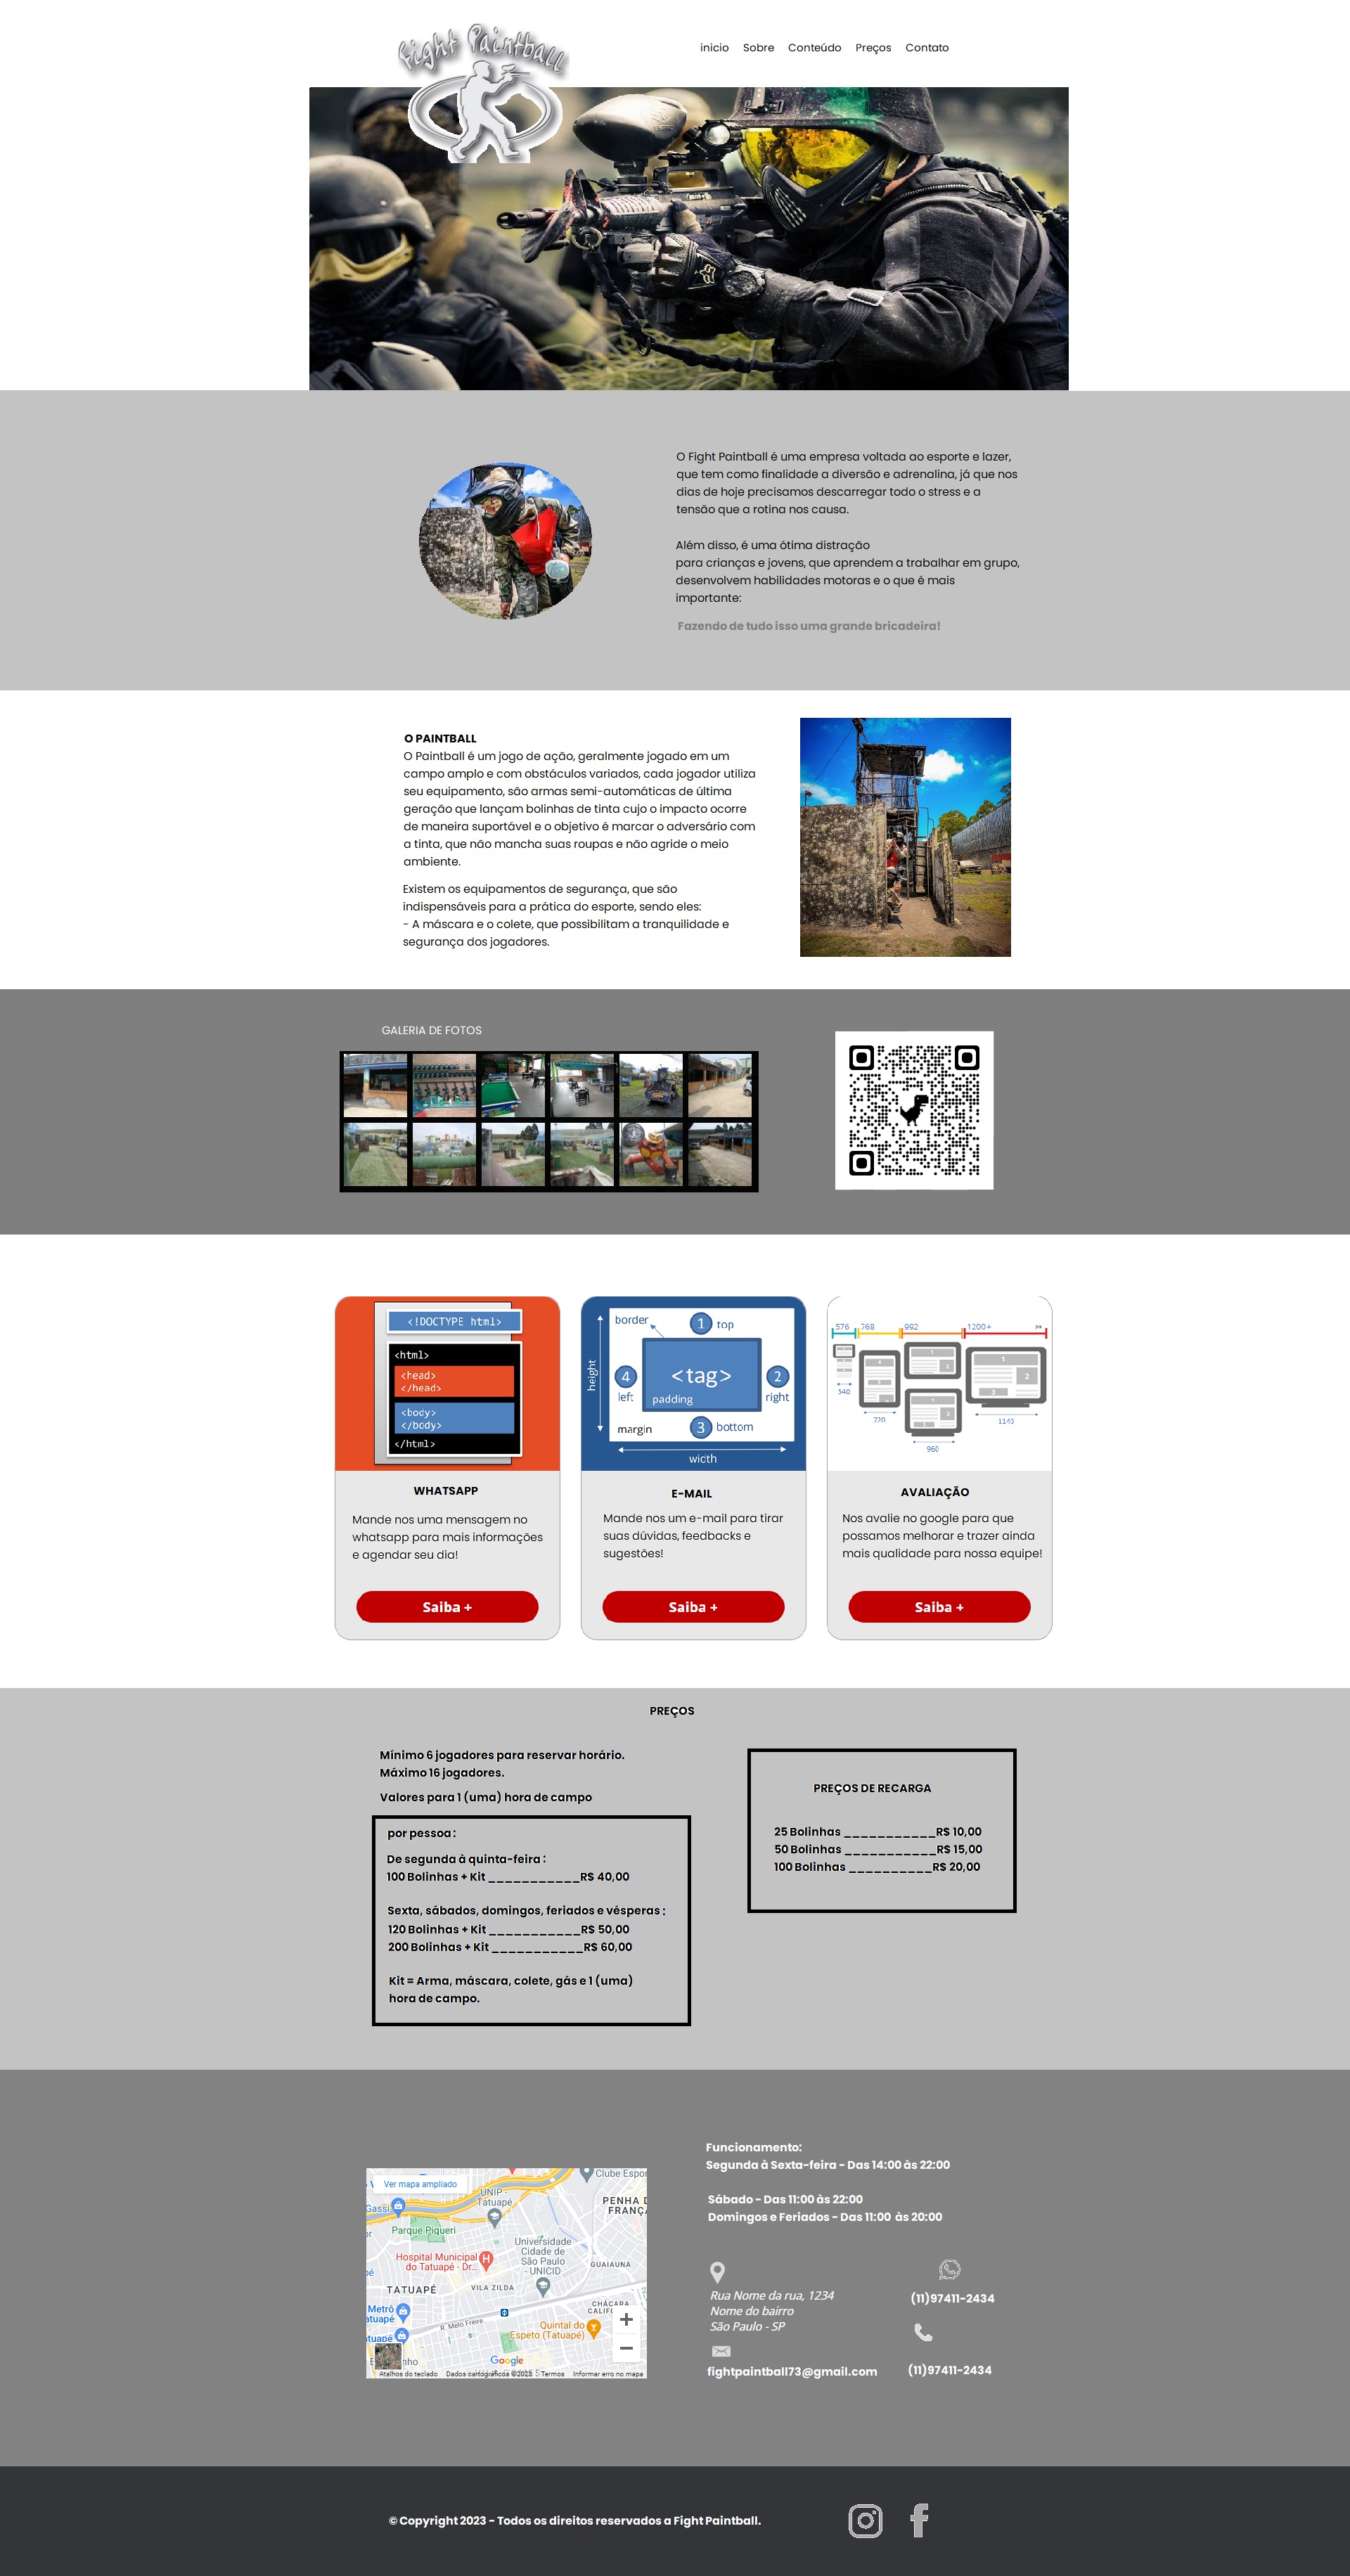 Fight Paintball
inicio Sobre Conteúdo Preços Contato
O Fight Paintball é uma empresa voltada ao esporte e lazer,
que tem como finalidade a diversão e adrenalina, já que nos
dias de hoje precisamos descarregar todo o stress e a
tensão que a rotina nos causa.
Além disso, é uma ótima distração
para crianças e jovens, que aprendem a trabalhar em grupo,
desenvolvem habilidades motoras e o que é mais
importante:
Fazendo de tudo isso uma grande bricadeira!
O PAINTBALL
O Paintball é um jogo de ação, geralmente jogado em um
campo amplo e com obstáculos variados, cada jogador utiliza
seu equipamento, são armas semi-automáticas de última
geração que lançam bolinhas de tinta cujo o impacto ocorre
de maneira suportável e o objetivo é marcar o adversário com
a tinta, que não mancha suas roupas e não agride o meio
ambiente.
Existem os equipamentos de segurança, que são
indispensáveis para a prática do esporte, sendo eles:
- A máscara e o colete, que possibilitam a tranquilidade e
segurança dos jogadores.
GALERIA DE FOTOS
<!DOCTYPE html>
<html>
<head>
</head>
<body>
</body>
</html>
border 1 top
height
4 <tag> 2
left padding right
margin 3 bottom
width
576 768 992 1200+ px
1 2 3
540 720 960 1140
WHATSAPP
Mande nos uma mensagem no
whatsapp para mais informações
e agendar seu dia!
Saiba +
E-MAIL
Mande nos um e-mail para tirar
suas dúvidas, feedbacks e
sugestões!
Saiba +
AVALIAÇÃO
Nos avalie no google para que
possamos melhorar e trazer ainda
mais qualidade para nossa equipe!
Saiba +
PREÇOS
Mínimo 6 jogadores para reservar horário.
Máximo 16 jogadores.
Valores para 1 (uma) hora de campo
por pessoa :
De segunda à quinta-feira :
100 Bolinhas + Kit ___________R$ 40,00
Sexta, sábados, domingos, feriados e vésperas :
120 Bolinhas + Kit ___________R$ 50,00
200 Bolinhas + Kit ___________R$ 60,00
Kit = Arma, máscara, colete, gás e 1 (uma)
hora de campo.
PREÇOS DE RECARGA
25 Bolinhas ___________R$ 10,00
50 Bolinhas ___________R$ 15,00
100 Bolinhas __________R$ 20,00
Ver mapa ampliado
Clube Espor
Gassi
UNIP -
Tatuapé
PENHA D
FRANÇA
Parque Piqueri
Universidade
Cidade de
São Paulo
- UNICID
Hospital Municipal
do Tatuapé - Dr...
GUAIAUNA
TATUAPÉ
VILA ZILDA
CHÁCARA
CALIFO
Metrô
atuapé
R. Melo Freire
Quintal do
Espeto (Tatuapé)
tuapé
+
−
Google
Atalhos do teclado Dados cartográficos ©2023 Termos Informar erro no mapa
Funcionamento:
Segunda à Sexta-feira - Das 14:00 às 22:00
Sábado - Das 11:00 às 22:00
Domingos e Feriados - Das 11:00 às 20:00
Rua Nome da rua, 1234
Nome do bairro
São Paulo - SP
fightpaintball73@gmail.com
(11)97411-2434
(11)97411-2434
© Copyright 2023 - Todos os direitos reservados a Fight Paintball.